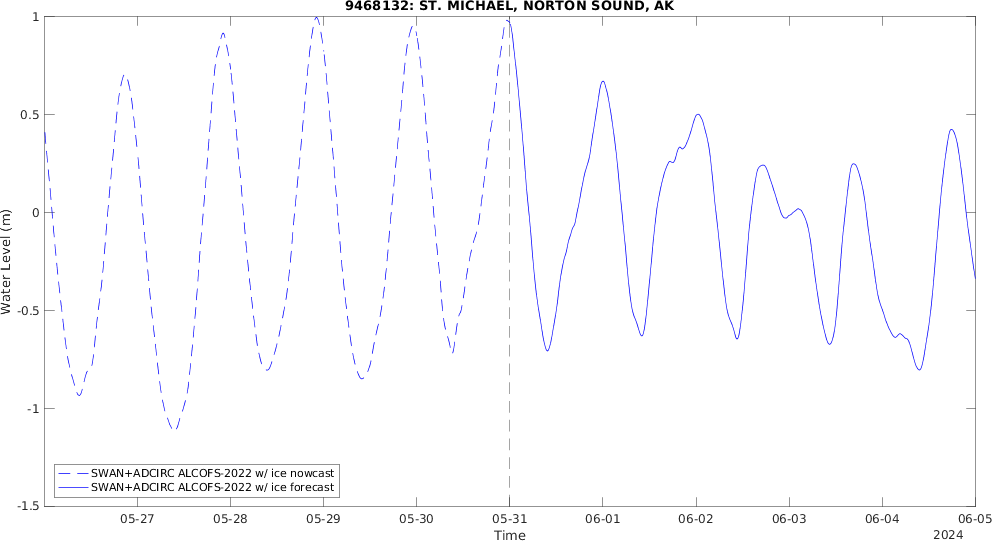 9468132: ST. MICHAEL, NORTON SOUND, AK
1
0.5
0
-0.5
-1
-1.5
Water Level (m)
SWAN+ADCIRC ALCOFS-2022 w/ ice nowcast
SWAN+ADCIRC ALCOFS-2022 w/ ice forecast
05-27 05-28 05-29 05-30 05-31 06-01 06-02 06-03 06-04 06-05
Time
2024